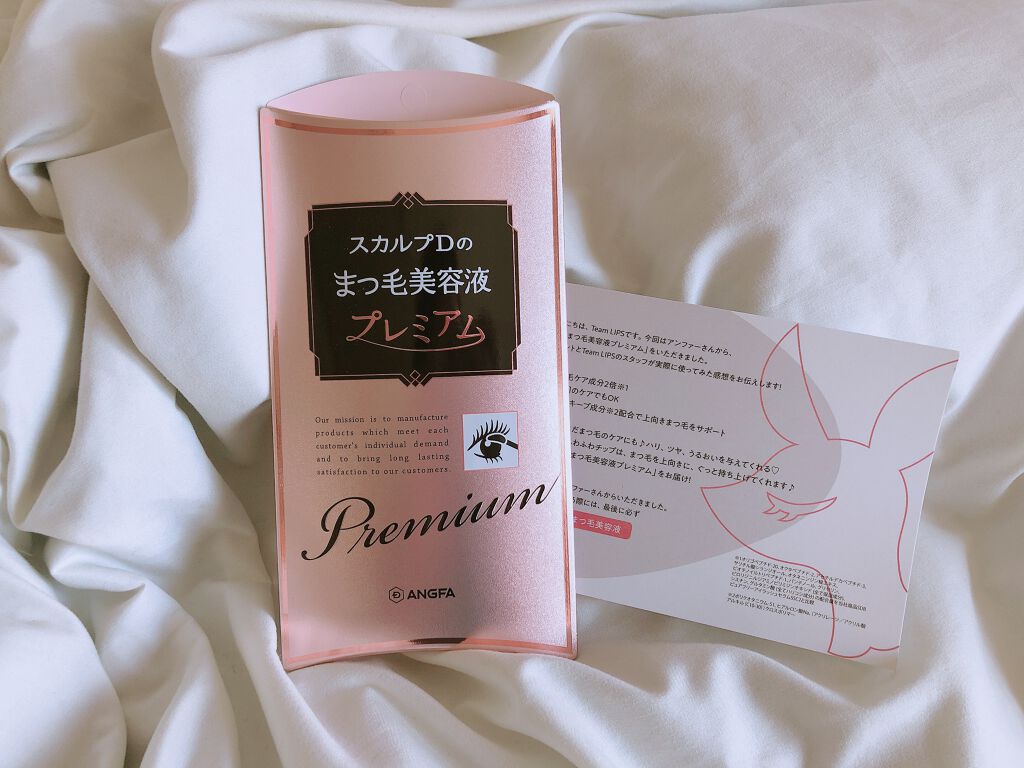 スカルプDの
まつ毛美容液
プレミアム
Our mission is to manufacture
products which meet each
customer's individual demand
and to bring long lasting
satisfaction to our customers.
Premium
ANGFA
にちは、Team LIPSです。今回はアンファーさんから、
まつ毛美容液プレミアム」をいただきました。
ントとTeam LIPSのスタッフが実際に使ってみた感想をお伝えします!
毛ケア成分2倍※1
のケアでもOK
キープ成分※2配合で上向きまつ毛をサポート
だまつ毛のケアにも♪ハリ、ツヤ、うるおいを与えてくれる♡
わふわチップは、まつ毛を上向きに、ぐっと持ち上げてくれます♪
まつ毛美容液プレミアム」をお届け!
ファーさんからいただきました。
る際には、最後に必ず
まつ毛美容液